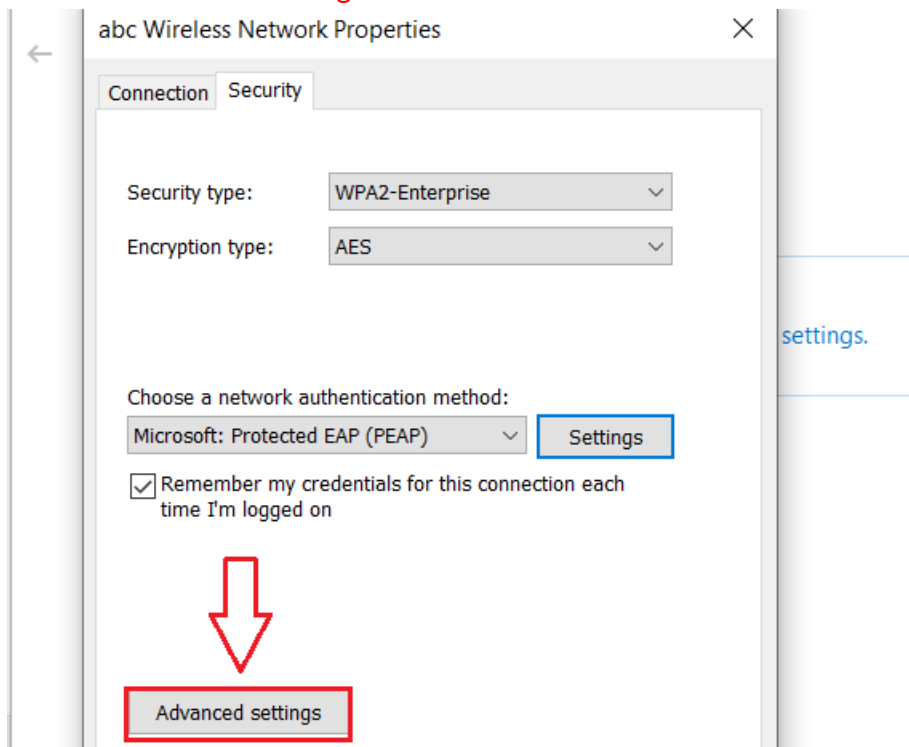 abc Wireless Network Properties
Connection Security
Security type: WPA2-Enterprise
Encryption type: AES
settings.
Choose a network authentication method:
Microsoft: Protected EAP (PEAP) Settings
Remember my credentials for this connection each
time I'm logged on
Advanced settings